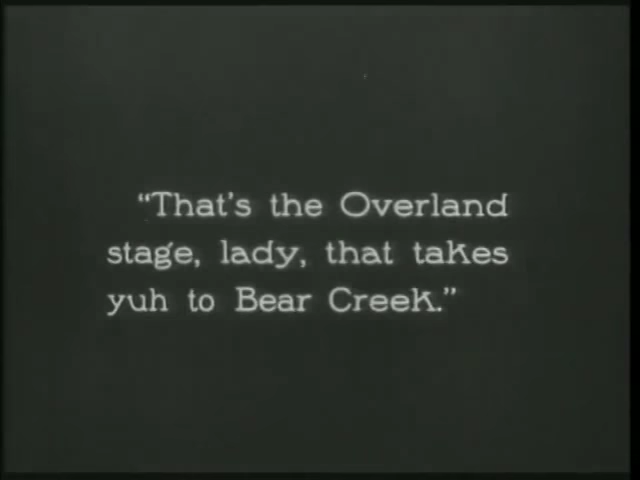 “That's the Overland
stage, lady, that takes
yuh to Bear Creek.”